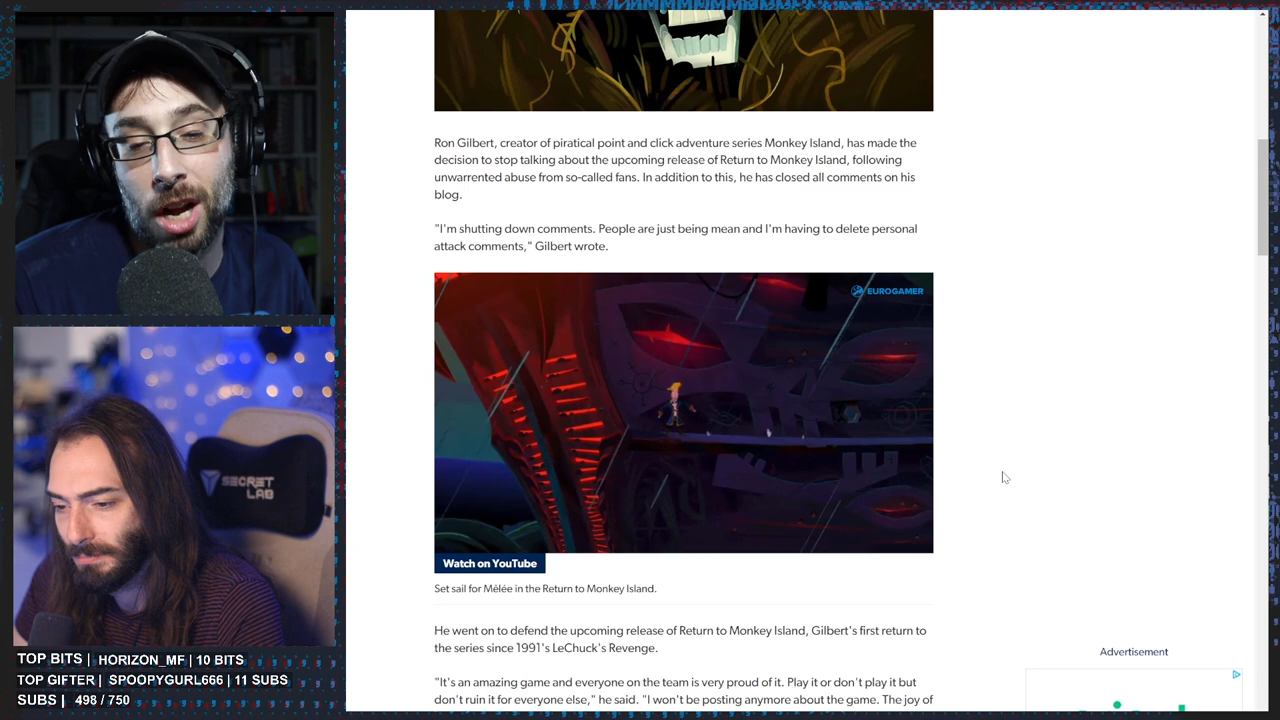 Ron Gilbert, creator of piratical point and click adventure series Monkey Island, has made the
decision to stop talking about the upcoming release of Return to Monkey Island, following
unwarranted abuse from so-called fans. In addition to this, he has closed all comments on his
blog.
"I'm shutting down comments. People are just being mean and I'm having to delete personal
attack comments," Gilbert wrote.
EUROGAMER
Watch on YouTube
Set sail for Mêlée in the Return to Monkey Island.
He went on to defend the upcoming release of Return to Monkey Island, Gilbert's first return to
the series since 1991's LeChuck's Revenge.
"It's an amazing game and everyone on the team is very proud of it. Play it or don't play it but
don't ruin it for everyone else," he said. "I won't be posting anymore about the game. The joy of
Advertisement
SECRET
LAB
TOP BITS | HORIZON_MF | 10 BITS
TOP GIFTER | SPOOPYGURL666 | 11 SUBS
SUBS | 498 / 750